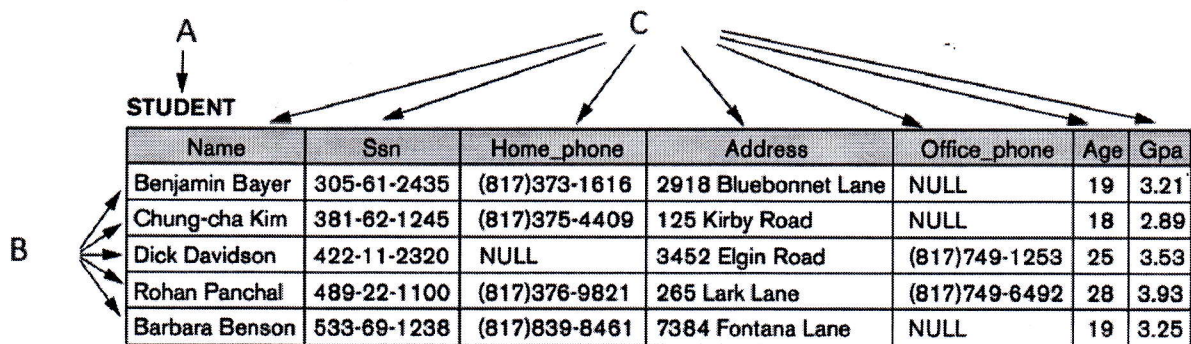 A
C
STUDENT
Name Ssn Home_phone Address Office_phone Age Gpa
Benjamin Bayer 305-61-2435 (817)373-1616 2918 Bluebonnet Lane NULL 19 3.21
Chung-cha Kim 381-62-1245 (817)375-4409 125 Kirby Road NULL 18 2.89
B
Dick Davidson 422-11-2320 NULL 3452 Elgin Road (817)749-1253 25 3.53
Rohan Panchal 489-22-1100 (817)376-9821 265 Lark Lane (817)749-6492 28 3.93
Barbara Benson 533-69-1238 (817)839-8461 7384 Fontana Lane NULL 19 3.25